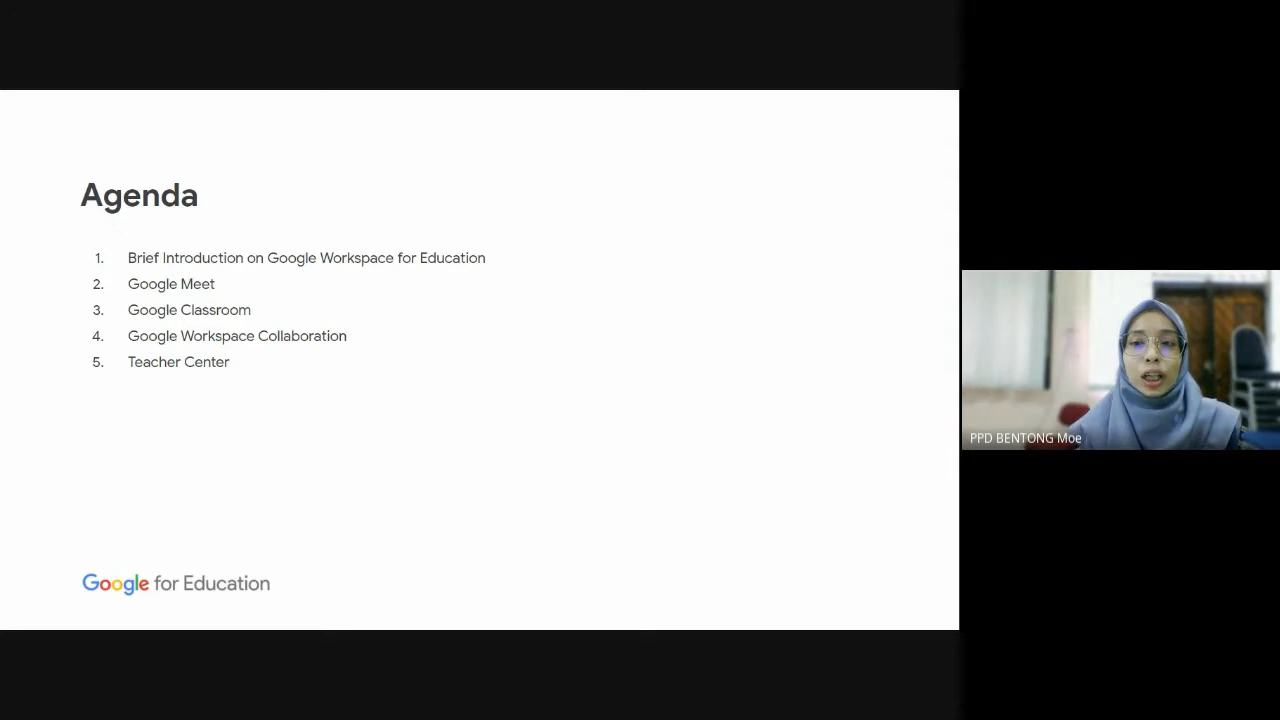 Agenda
1. Brief Introduction on Google Workspace for Education
2. Google Meet
3. Google Classroom
4. Google Workspace Collaboration
5. Teacher Center
Google for Education
PPD BENTONG Moe